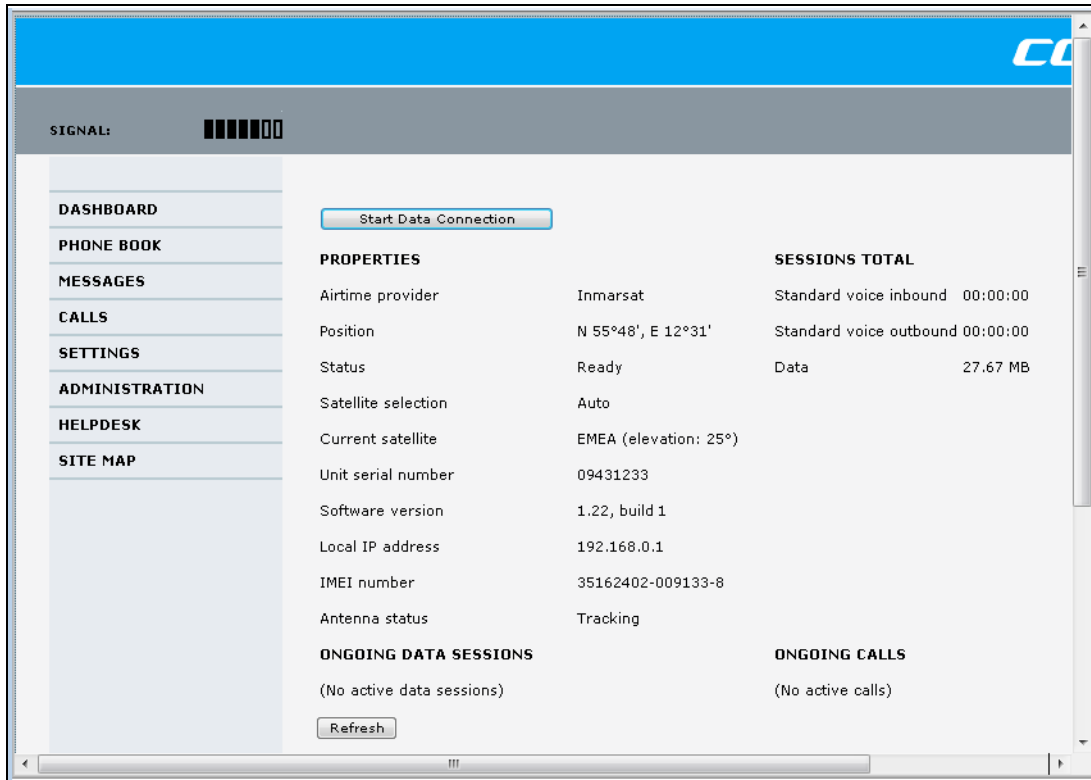 CO
SIGNAL:
DASHBOARD
PHONE BOOK
MESSAGES
CALLS
SETTINGS
ADMINISTRATION
HELPDESK
SITE MAP
Start Data Connection
PROPERTIES
Airtime provider Inmarsat
Position N 55°48', E 12°31'
Status Ready
Satellite selection Auto
Current satellite EMEA (elevation: 25°)
Unit serial number 09431233
Software version 1.22, build 1
Local IP address 192.168.0.1
IMEI number 35162402-009133-8
Antenna status Tracking
SESSIONS TOTAL
Standard voice inbound 00:00:00
Standard voice outbound 00:00:00
Data 27.67 MB
ONGOING DATA SESSIONS
(No active data sessions)
ONGOING CALLS
(No active calls)
Refresh